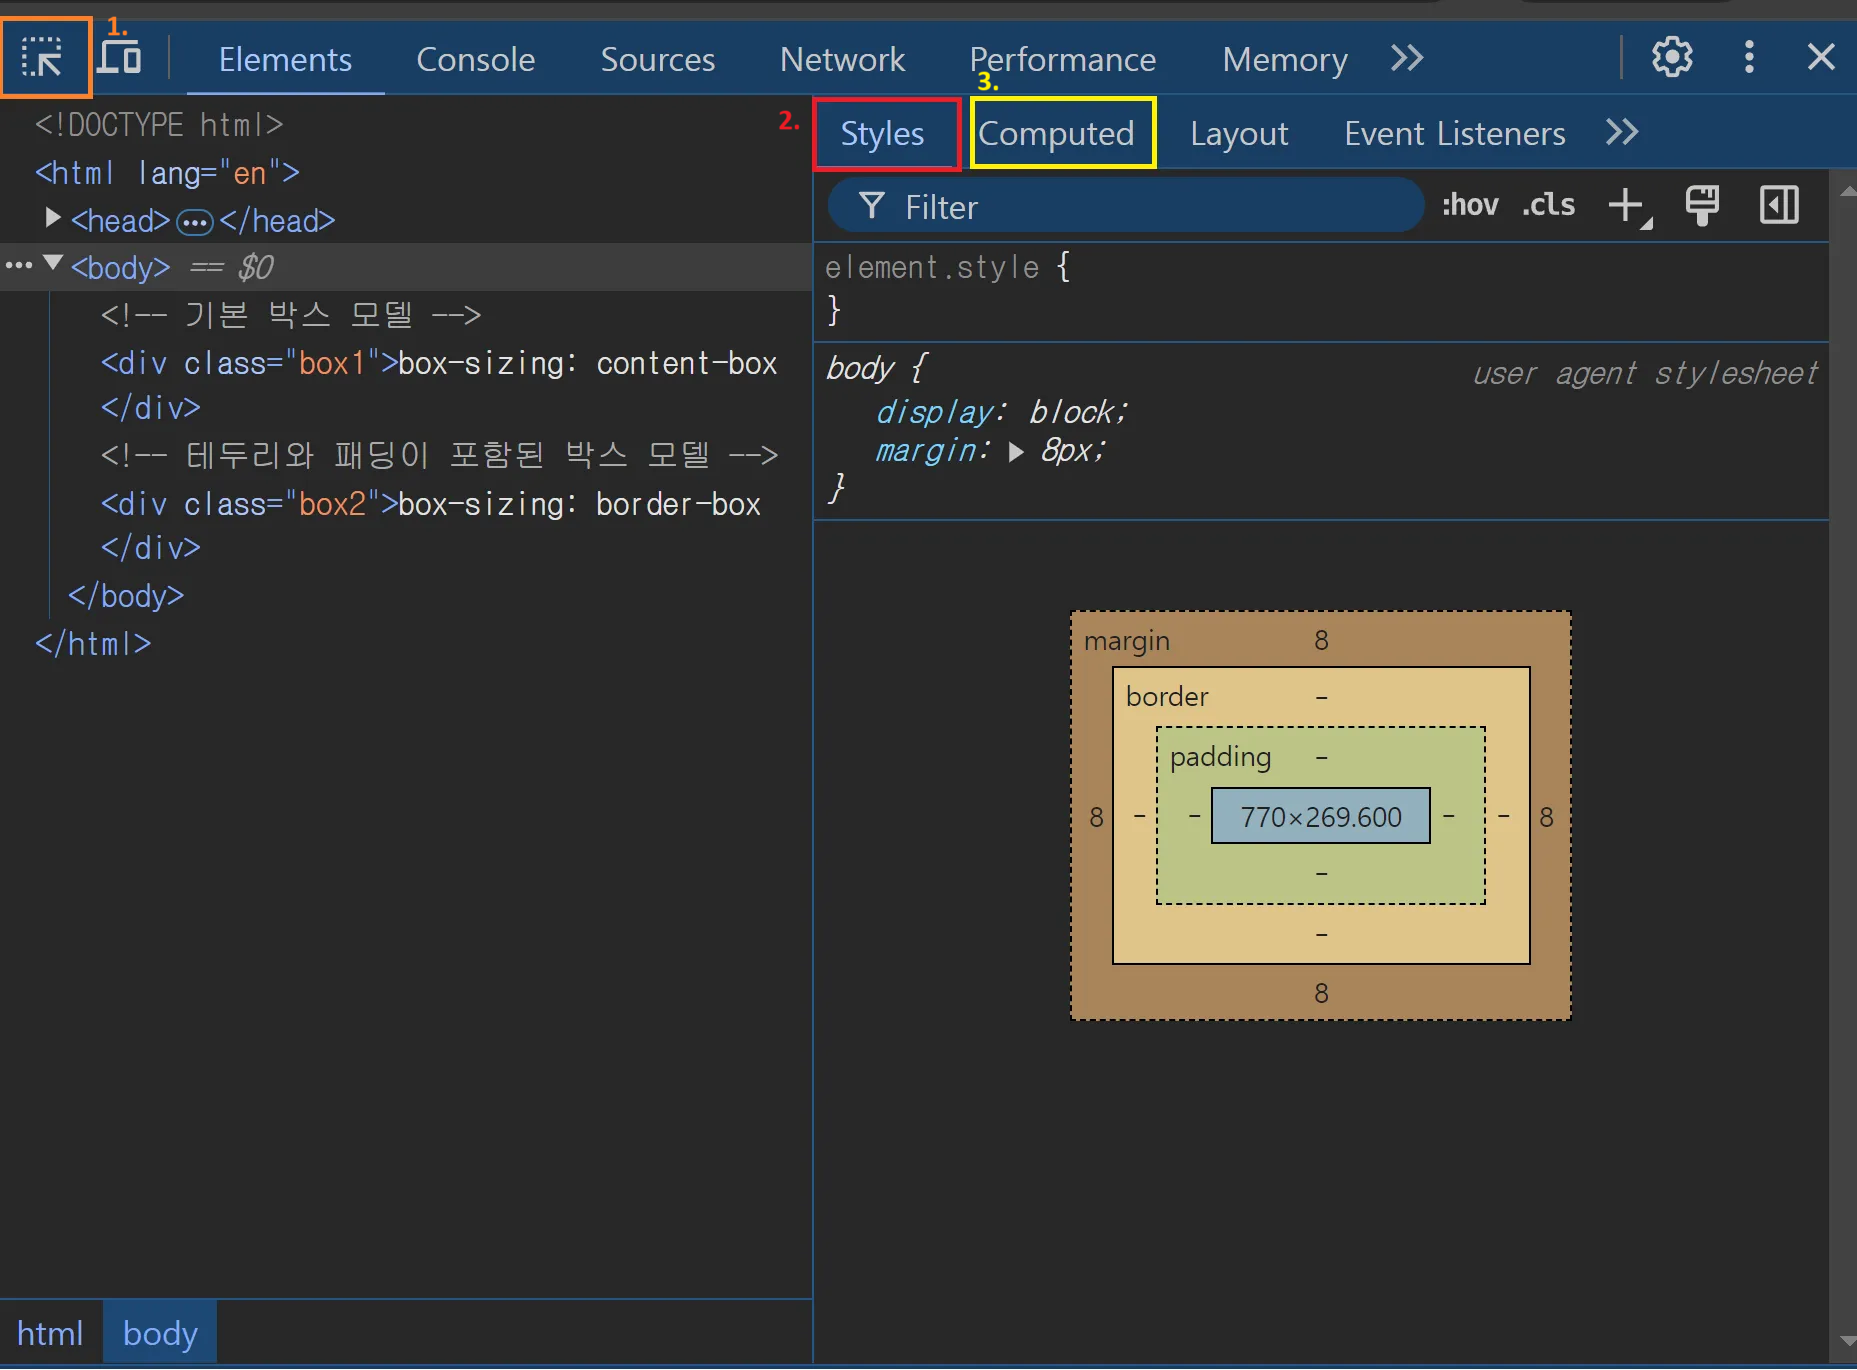 1.
Elements Console Sources Network Performance Memory
<!DOCTYPE html>
<html lang="en">
<head>…</head>
<body> == $0
<!-- 기본 박스 모델 -->
<div class="box1">box-sizing: content-box
</div>
<!-- 테두리와 패딩이 포함된 박스 모델 -->
<div class="box2">box-sizing: border-box
</div>
</body>
</html>
html body
2. 3.
Styles Computed Layout Event Listeners
Filter :hov .cls
element.style {
}
body { user agent stylesheet
display: block;
margin: 8px;
}
margin 8
border -
padding -
8 - - 770×269.600 - - 8
-
-
8